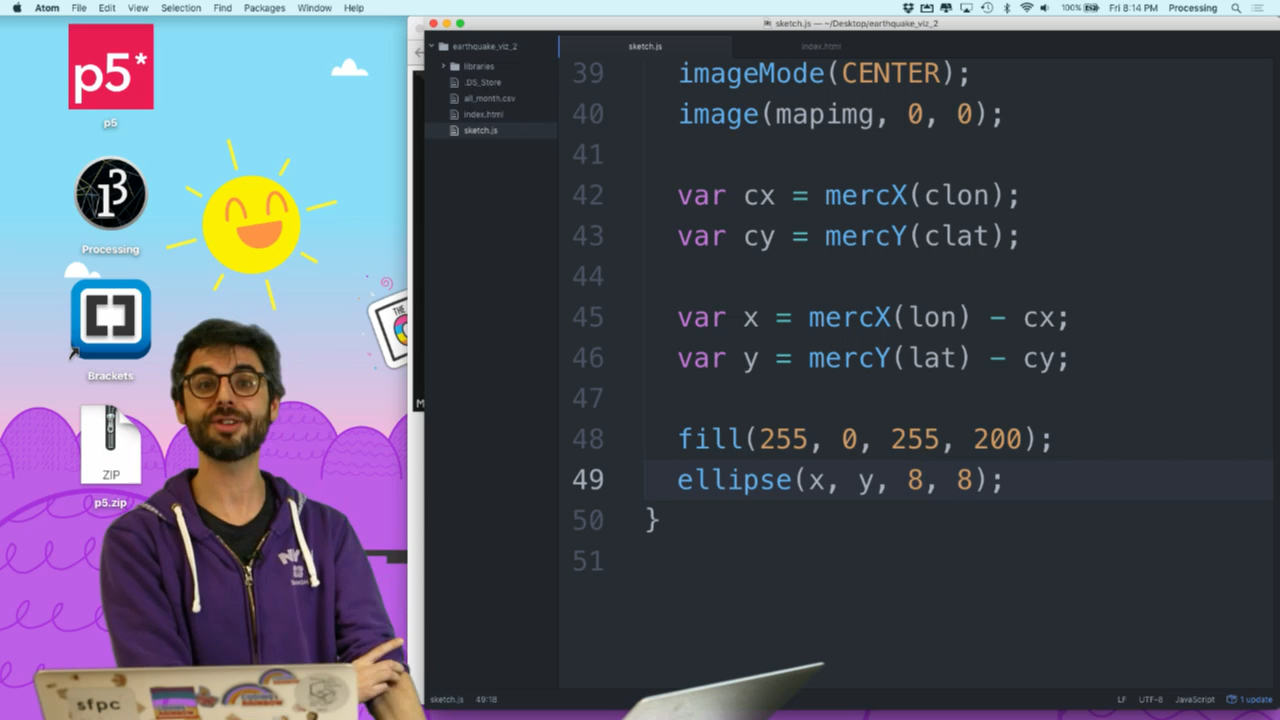 Atom File Edit View Selection Find Packages Window Help
100% Fri 8:14 PM Processing
sketch.js — ~/Desktop/earthquake_viz_2
p5*
p5
Processing
Brackets
ZIP
p5.zip
THE
NYU
sfpc
earthquake_viz_2
libraries
.DS_Store
all_month.csv
index.html
sketch.js
sketch.js index.html
39 imageMode(CENTER);
40 image(mapimg, 0, 0);
41
42 var cx = mercX(clon);
43 var cy = mercY(clat);
44
45 var x = mercX(lon) - cx;
46 var y = mercY(lat) - cy;
47
48 fill(255, 0, 255, 200);
49 ellipse(x, y, 8, 8);
50 }
51
sketch.js 49:18
LF UTF-8 JavaScript 1 update